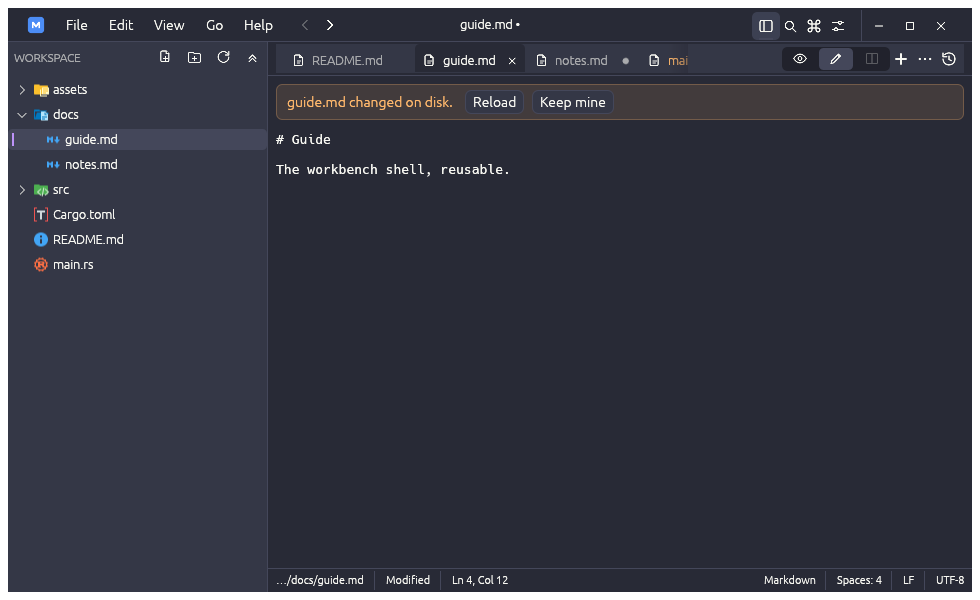 M File Edit View Go Help guide.md •
WORKSPACE
README.md guide.md notes.md mai
guide.md changed on disk. Reload Keep mine
assets
docs
guide.md
notes.md
src
Cargo.toml
README.md
main.rs
# Guide
The workbench shell, reusable.
…/docs/guide.md Modified Ln 4, Col 12 Markdown Spaces: 4 LF UTF-8